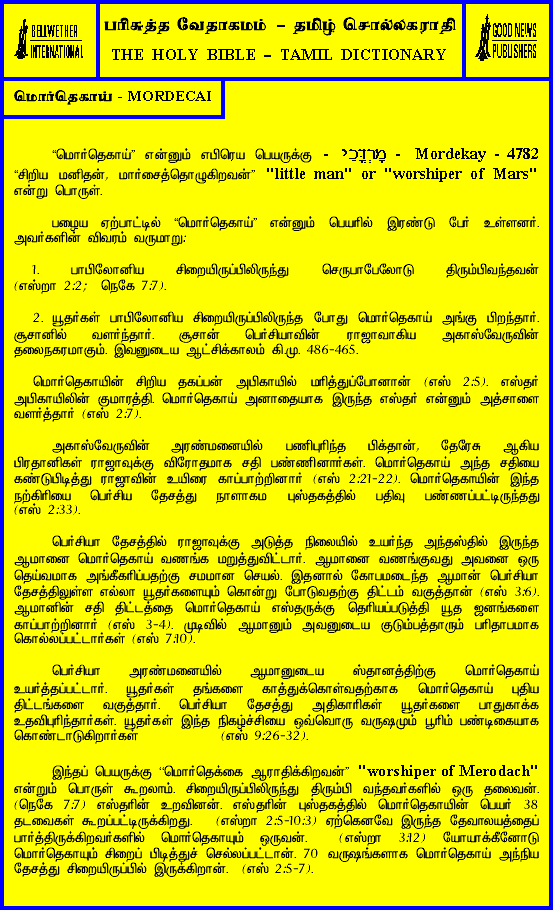 BELLWETHER
INTERNATIONAL
பரிசுத்த வேதாகமம் – தமிழ் சொல்லகராதி
THE HOLY BIBLE – TAMIL DICTIONARY
GOOD NEWS
PUBLISHERS
மொர்தெகாய் - MORDECAI
“மொர்தெகாய்” என்னும் எபிரெய பெயருக்கு - מָרְדֳּכַי - Mordekay - 4782
“சிறிய மனிதன், மார்சைத்தொழுகிறவன்” "little man" or "worshiper of Mars"
என்று பொருள்.
பழைய ஏற்பாட்டில் “மொர்தெகாய்” என்னும் பெயரில் இரண்டு பேர் உள்ளனர்.
அவர்களின் விவரம் வருமாறு:
1. பாபிலோனிய சிறையிருப்பிலிருந்து செருபாபேலோடு திரும்பிவந்தவன்
(எஸ்றா 2:2; நெகே 7:7).
2. யூதர்கள் பாபிலோனிய சிறையிருப்பிலிருந்த போது மொர்தெகாய் அங்கு பிறந்தார்.
சூசானில் வளர்ந்தார். சூசான் பெர்சியாவின் ராஜாவாகிய அகாஸ்வேருவின்
தலைநகரமாகும். இவனுடைய ஆட்சிக்காலம் கி.மு. 486-465.
மொர்தெகாயின் சிறிய தகப்பன் அபிகாயில் மரித்துப்போனான் (எஸ் 2:5). எஸ்தர்
அபிகாயிலின் குமாரத்தி. மொர்தெகாய் அனாதையாக இருந்த எஸ்தர் என்னும் அத்சாளை
வளர்த்தார் (எஸ் 2:7).
அகாஸ்வேருவின் அரண்மனையில் பணிபுரிந்த பிக்தான், தேரேசு ஆகிய
பிரதானிகள் ராஜாவுக்கு விரோதமாக சதி பண்ணினார்கள். மொர்தெகாய் அந்த சதியை
கண்டுபிடித்து ராஜாவின் உயிரை காப்பாற்றினார் (எஸ் 2:21-22). மொர்தெகாயின் இந்த
நற்கிரியை பெர்சிய தேசத்து நாளாகம புஸ்தகத்தில் பதிவு பண்ணப்பட்டிருந்தது
(எஸ் 2:33).
பெர்சியா தேசத்தில் ராஜாவுக்கு அடுத்த நிலையில் உயர்ந்த அந்தஸ்தில் இருந்த
ஆமானை மொர்தெகாய் வணங்க மறுத்துவிட்டார். ஆமானை வணங்குவது அவனை ஒரு
தெய்வமாக அங்கீகரிப்பதற்கு சமமான செயல். இதனால் கோபமடைந்த ஆமான் பெர்சியா
தேசத்திலுள்ள எல்லா யூதர்களையும் கொன்று போடுவதற்கு திட்டம் வகுத்தான் (எஸ் 3:6).
ஆமானின் சதி திட்டத்தை மொர்தெகாய் எஸ்தருக்கு தெரியப்படுத்தி யூத ஜனங்களை
காப்பாற்றினார் (எஸ் 3-4). முடிவில் ஆமானும் அவனுடைய குடும்பத்தாரும் பரிதாபமாக
கொல்லப்பட்டார்கள் (எஸ் 7:10).
பெர்சியா அரண்மனையில் ஆமானுடைய ஸ்தானத்திற்கு மொர்தெகாய்
உயர்த்தப்பட்டார். யூதர்கள் தங்களை காத்துக்கொள்வதற்காக மொர்தெகாய் புதிய
திட்டங்களை வகுத்தார். பெர்சியா தேசத்து அதிகாரிகள் யூதர்களை பாதுகாக்க
உதவிபுரிந்தார்கள். யூதர்கள் இந்த நிகழ்ச்சியை ஒவ்வொரு வருஷமும் பூரிம் பண்டிகையாக
கொண்டாடுகிறார்கள் (எஸ் 9:26-32).
இந்தப் பெயருக்கு “மொர்தெக்கை ஆராதிக்கிறவன்” "worshiper of Merodach"
என்றும் பொருள் கூறலாம். சிறையிருப்பிலிருந்து திரும்பி வந்தவர்களில் ஒரு தலைவன்.
(நெகே 7:7) எஸ்தரின் உறவினன். எஸ்தரின் புஸ்தகத்தில் மொர்தெகாயின் பெயர் 38
தடவைகள் கூறப்பட்டிருக்கிறது. (எஸ்றா 2:5-10:3) ஏற்கெனவே இருந்த தேவாலயத்தைப்
பார்த்திருக்கிறவர்களில் மொர்தெகாயும் ஒருவன். (எஸ்றா 3:12) யோயாக்கீனோடு
மொர்தெகாயும் சிறைப் பிடித்துச் செல்லப்பட்டான். 70 வருஷங்களாக மொர்தெகாய் அந்நிய
தேசத்து சிறையிருப்பில் இருக்கிறான். (எஸ் 2:5-7).